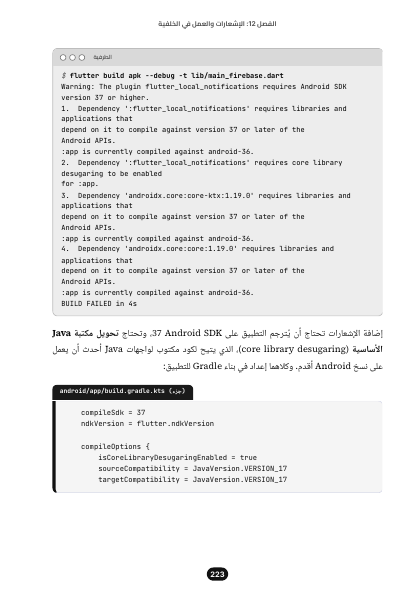 الفصل 12: الإشعارات والعمل في الخلفية
الطرفية
$ flutter build apk --debug -t lib/main_firebase.dart
Warning: The plugin flutter_local_notifications requires Android SDK
version 37 or higher.
1.  Dependency ':flutter_local_notifications' requires libraries and
applications that
depend on it to compile against version 37 or later of the
Android APIs.
:app is currently compiled against android-36.
2.  Dependency ':flutter_local_notifications' requires core library
desugaring to be enabled
for :app.
3.  Dependency 'androidx.core:core-ktx:1.19.0' requires libraries and
applications that
depend on it to compile against version 37 or later of the
Android APIs.
:app is currently compiled against android-36.
4.  Dependency 'androidx.core:core:1.19.0' requires libraries and
applications that
depend on it to compile against version 37 or later of the
Android APIs.
:app is currently compiled against android-36.
BUILD FAILED in 4s
إضافة الإشعارات تحتاج أن يُترجم التطبيق على Android SDK 37, وتحتاج تحويل مكتبة Java
الأساسية (core library desugaring), الذي يتيح لكود مكتوب لواجهات Java أحدث أن يعمل
على نسخ Android أقدم. وكلاهما إعداد في بناء Gradle للتطبيق:
android/app/build.gradle.kts (جزء)
compileSdk = 37
ndkVersion = flutter.ndkVersion
compileOptions {
isCoreLibraryDesugaringEnabled = true
sourceCompatibility = JavaVersion.VERSION_17
targetCompatibility = JavaVersion.VERSION_17
223